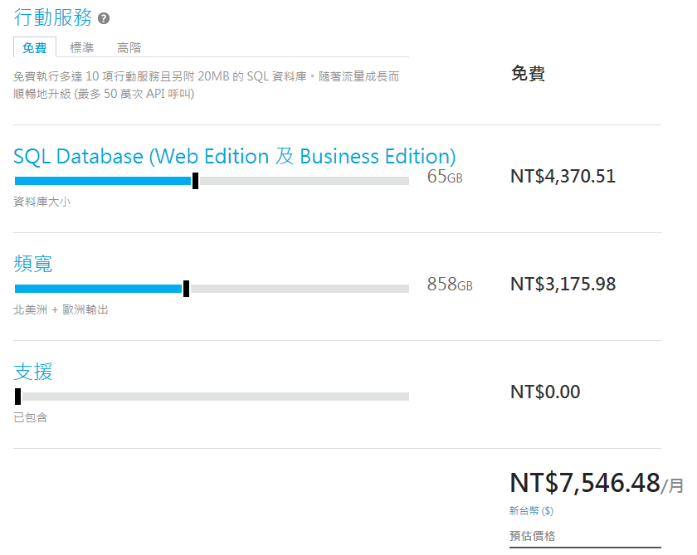 行動服務 ?
免費 標準 高階
免費執行多達 10 項行動服務且另附 20MB 的 SQL 資料庫。隨著流量成長而
順暢地升級 (最多 50 萬次 API 呼叫)
免費
SQL Database (Web Edition 及 Business Edition)
65GB
NT$4,370.51
資料庫大小
頻寬
858GB
NT$3,175.98
北美洲 + 歐洲輸出
支援
NT$0.00
已包含
NT$7,546.48/月
新台幣 ($)
預估價格